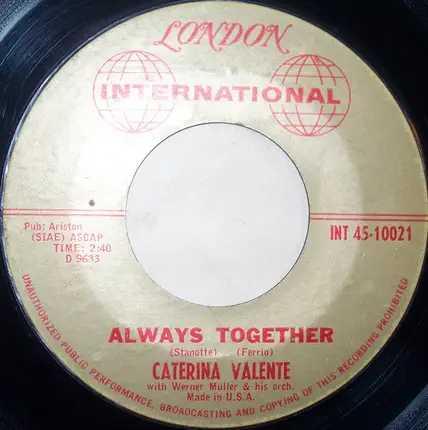 LONDON
INTERNATIONAL
Pub: Ariston
(SIAE) ASCAP
TIME: 2:40
D 9633
INT 45-10021
ALWAYS TOGETHER
(Stanotte) (Ferrio)
CATERINA VALENTE
with Werner Muller & his orch.
Made in U.S.A.
UNAUTHORIZED PUBLIC PERFORMANCE, BROADCASTING AND COPYING OF THIS RECORDING PROHIBITED